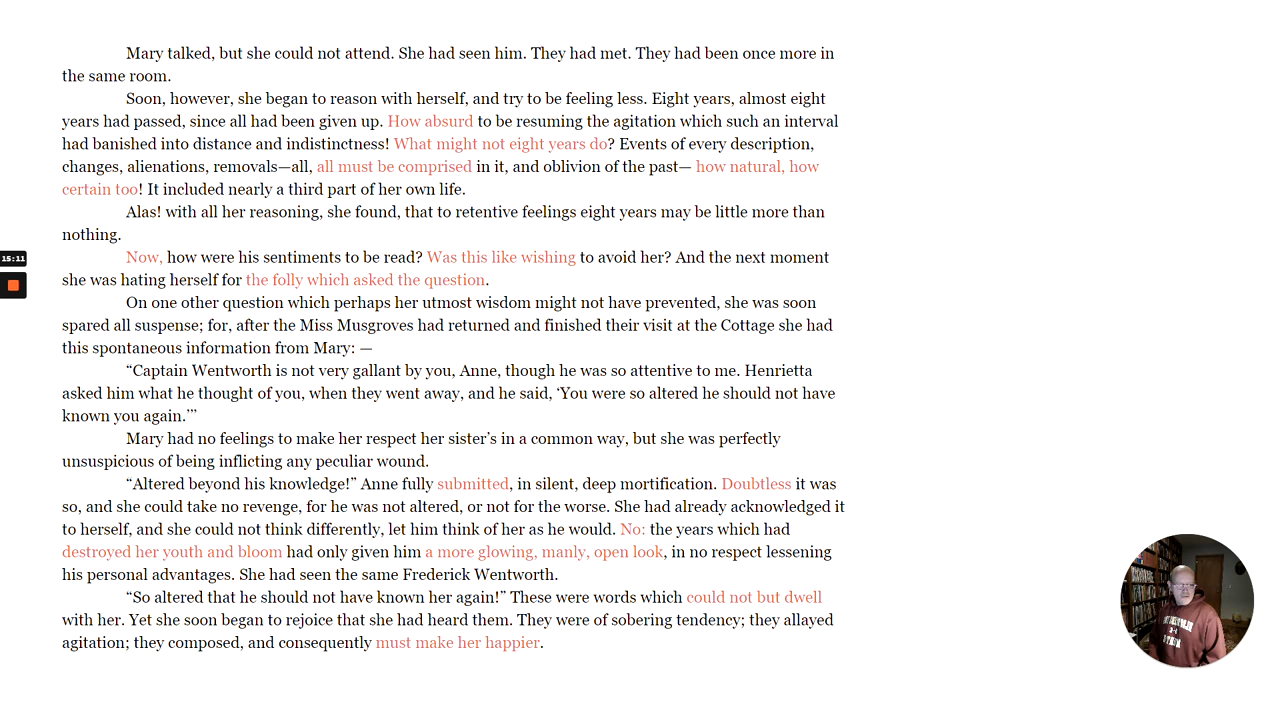 Mary talked, but she could not attend. She had seen him. They had met. They had been once more in
the same room.
Soon, however, she began to reason with herself, and try to be feeling less. Eight years, almost eight
years had passed, since all had been given up. How absurd to be resuming the agitation which such an interval
had banished into distance and indistinctness! What might not eight years do? Events of every description,
changes, alienations, removals—all, all must be comprised in it, and oblivion of the past— how natural, how
certain too! It included nearly a third part of her own life.
Alas! with all her reasoning, she found, that to retentive feelings eight years may be little more than
nothing.
Now, how were his sentiments to be read? Was this like wishing to avoid her? And the next moment
she was hating herself for the folly which asked the question.
On one other question which perhaps her utmost wisdom might not have prevented, she was soon
spared all suspense; for, after the Miss Musgroves had returned and finished their visit at the Cottage she had
this spontaneous information from Mary: —
“Captain Wentworth is not very gallant by you, Anne, though he was so attentive to me. Henrietta
asked him what he thought of you, when they went away, and he said, ‘You were so altered he should not have
known you again.’”
Mary had no feelings to make her respect her sister’s in a common way, but she was perfectly
unsuspicious of being inflicting any peculiar wound.
“Altered beyond his knowledge!” Anne fully submitted, in silent, deep mortification. Doubtless it was
so, and she could take no revenge, for he was not altered, or not for the worse. She had already acknowledged it
to herself, and she could not think differently, let him think of her as he would. No: the years which had
destroyed her youth and bloom had only given him a more glowing, manly, open look, in no respect lessening
his personal advantages. She had seen the same Frederick Wentworth.
“So altered that he should not have known her again!” These were words which could not but dwell
with her. Yet she soon began to rejoice that she had heard them. They were of sobering tendency; they allayed
agitation; they composed, and consequently must make her happier.
15:11